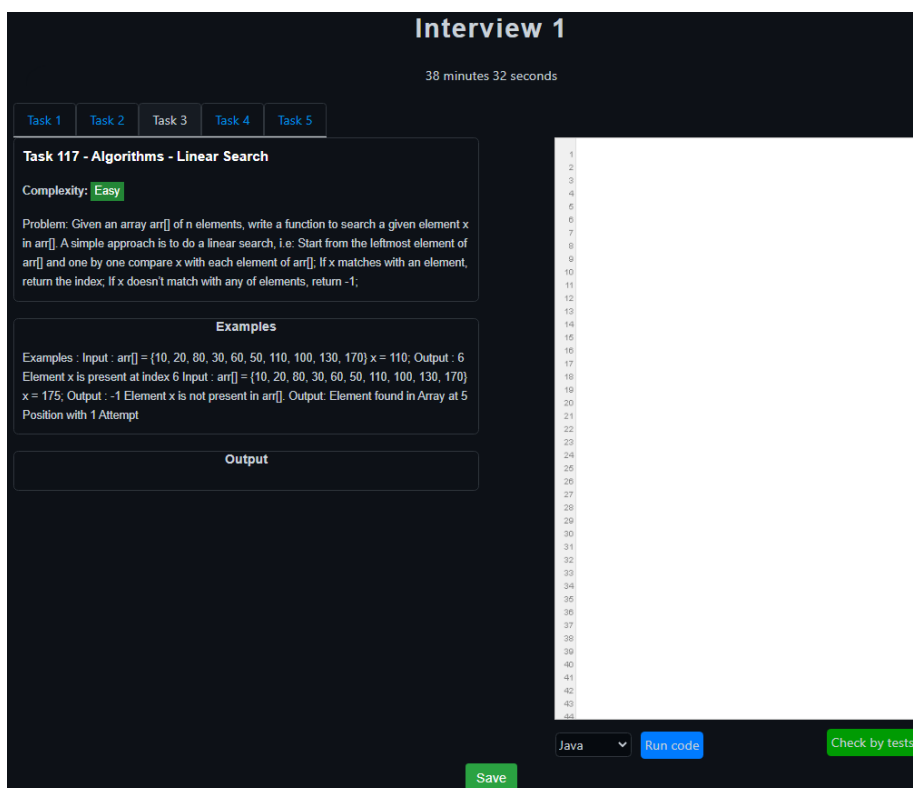 Interview 1
38 minutes 32 seconds
Task 1
Task 2
Task 3
Task 4
Task 5
Task 117 - Algorithms - Linear Search
Complexity: Easy
Problem: Given an array arr[] of n elements, write a function to search a given element x
in arr[]. A simple approach is to do a linear search, i.e: Start from the leftmost element of
arr[] and one by one compare x with each element of arr[]; If x matches with an element,
return the index; If x doesn't match with any of elements, return -1;
Examples
Examples : Input : arr[] = {10, 20, 80, 30, 60, 50, 110, 100, 130, 170} x = 110; Output : 6
Element x is present at index 6 Input : arr[] = {10, 20, 80, 30, 60, 50, 110, 100, 130, 170}
x = 175; Output : -1 Element x is not present in arr[]. Output: Element found in Array at 5
Position with 1 Attempt
Output
1
2
3
4
5
6
7
8
9
10
11
12
13
14
15
16
17
18
19
20
21
22
23
24
25
26
27
28
29
30
31
32
33
34
35
36
37
38
39
40
41
42
43
44
Java
Run code
Check by tests
Save